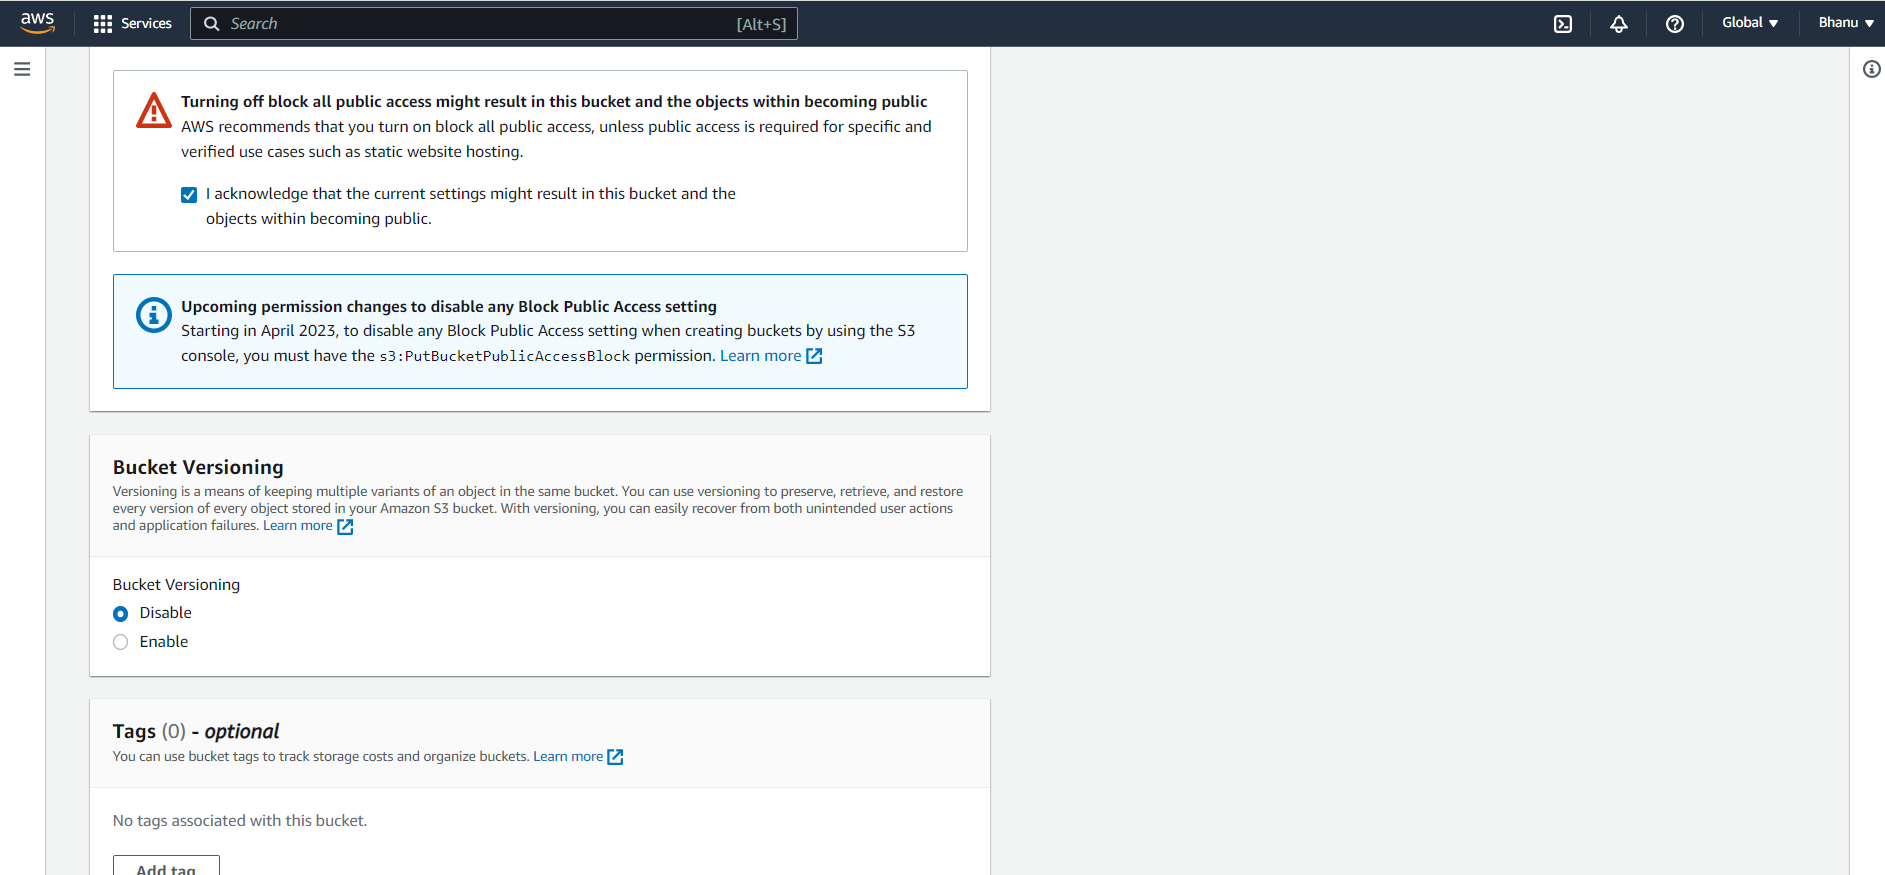 aws
Services
Search
[Alt+S]
Global
Bhanu
Turning off block all public access might result in this bucket and the objects within becoming public
AWS recommends that you turn on block all public access, unless public access is required for specific and
verified use cases such as static website hosting.
I acknowledge that the current settings might result in this bucket and the
objects within becoming public.
Upcoming permission changes to disable any Block Public Access setting
Starting in April 2023, to disable any Block Public Access setting when creating buckets by using the S3
console, you must have the s3:PutBucketPublicAccessBlock permission. Learn more
Bucket Versioning
Versioning is a means of keeping multiple variants of an object in the same bucket. You can use versioning to preserve, retrieve, and restore
every version of every object stored in your Amazon S3 bucket. With versioning, you can easily recover from both unintended user actions
and application failures. Learn more
Bucket Versioning
Disable
Enable
Tags (0) - optional
You can use bucket tags to track storage costs and organize buckets. Learn more
No tags associated with this bucket.
Add tag